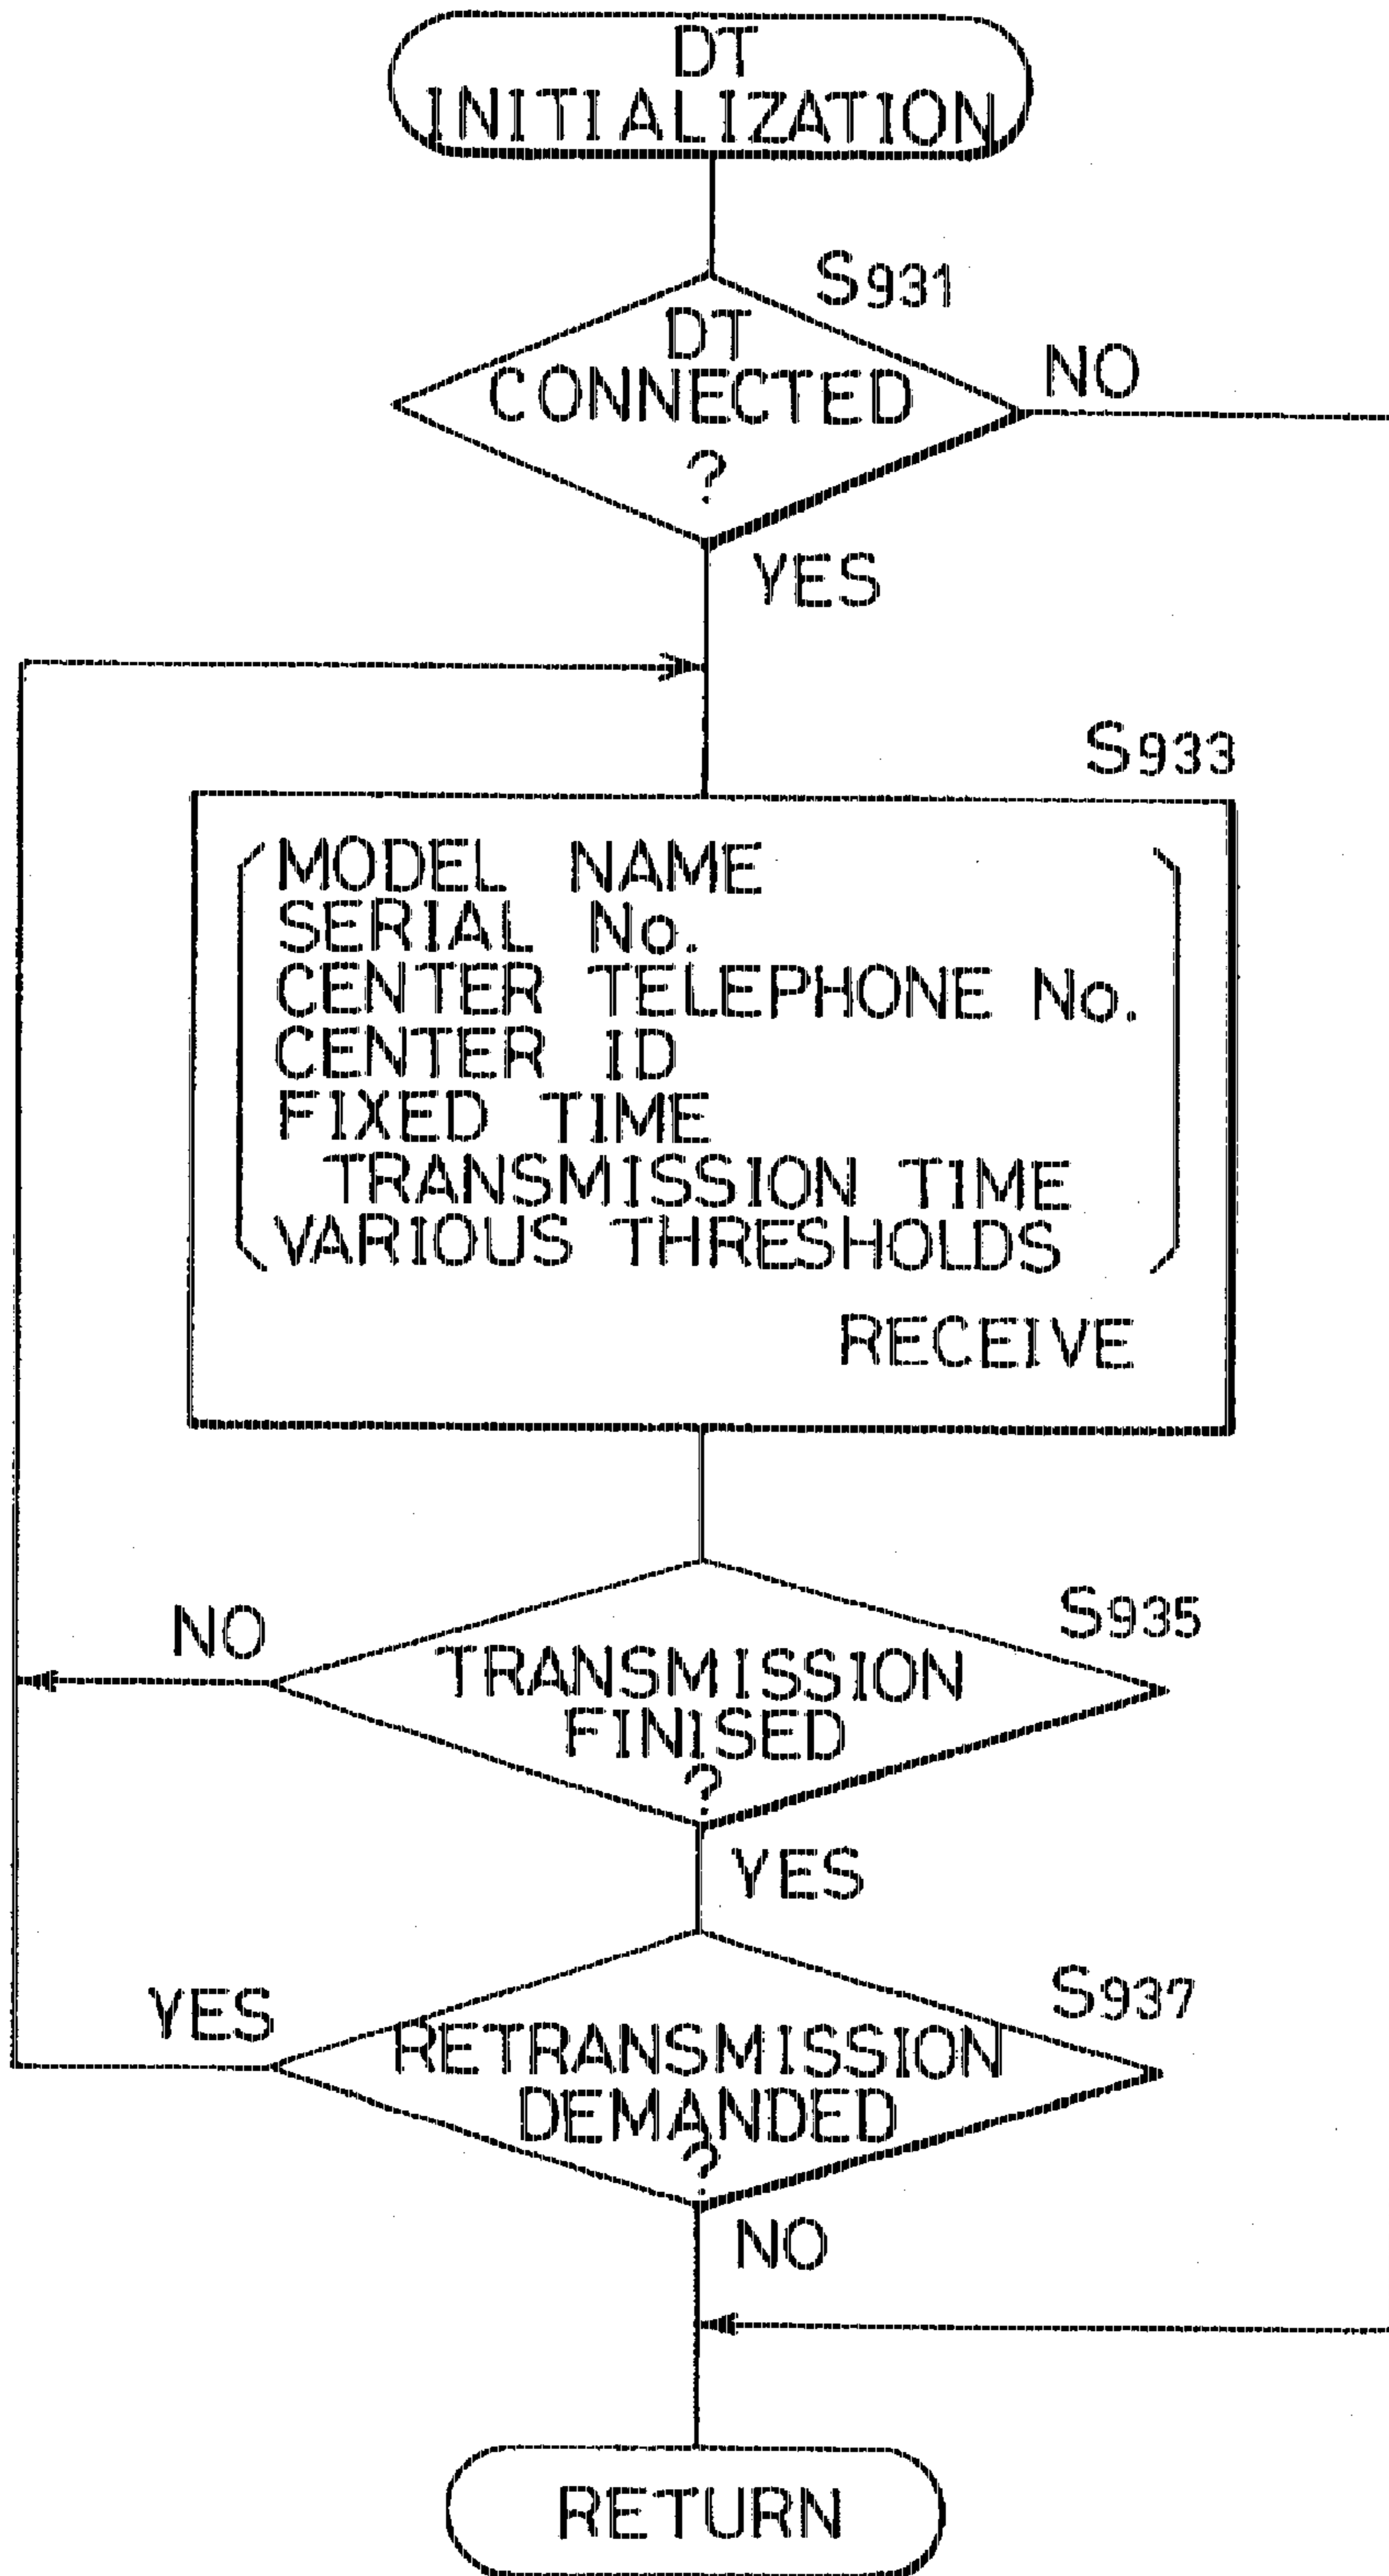 DT
INITIALIZATION
S931
DT
CONNECTED
?
NO
YES
S933
MODEL NAME
SERIAL No.
CENTER TELEPHONE No.
CENTER ID
FIXED TIME
TRANSMISSION TIME
VARIOUS THRESHOLDS
RECEIVE
NO
S935
TRANSMISSION
FINISED
?
YES
YES
S937
RETRANSMISSION
DEMANDED
?
NO
RETURN